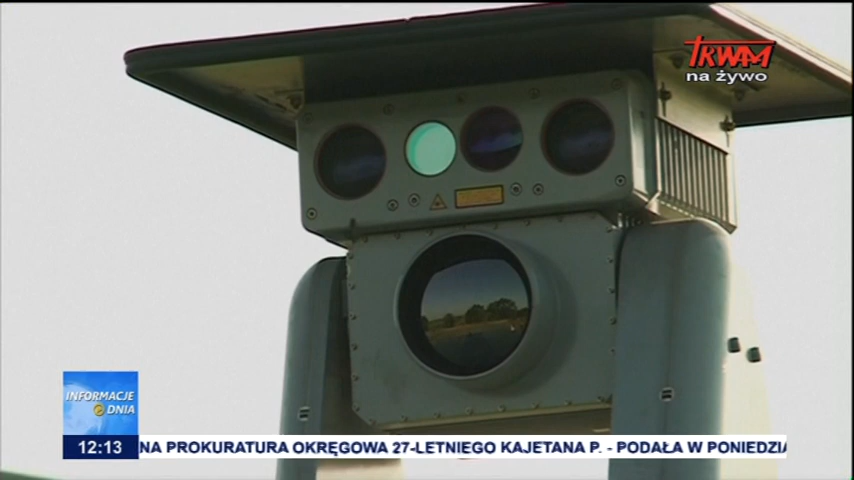 TRWAM
na żywo
INFORMACJE
DNIA
12:13 NA PROKURATURA OKRĘGOWA 27-LETNIEGO KAJETANA P. - PODAŁA W PONIEDZIA